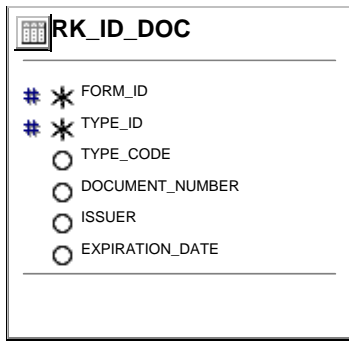 RK_ID_DOC
# * FORM_ID
# * TYPE_ID
TYPE_CODE
DOCUMENT_NUMBER
ISSUER
EXPIRATION_DATE